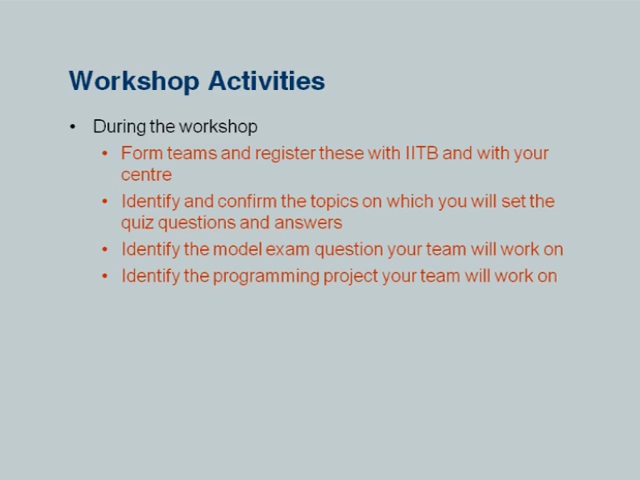 Workshop Activities
• During the workshop
• Form teams and register these with IITB and with your
centre
• Identify and confirm the topics on which you will set the
quiz questions and answers
• Identify the model exam question your team will work on
• Identify the programming project your team will work on